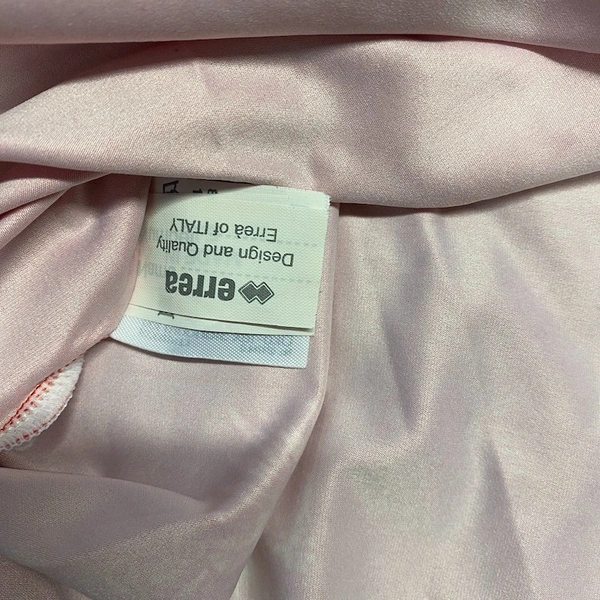 errea
Design and Quality
Erreà of ITALY